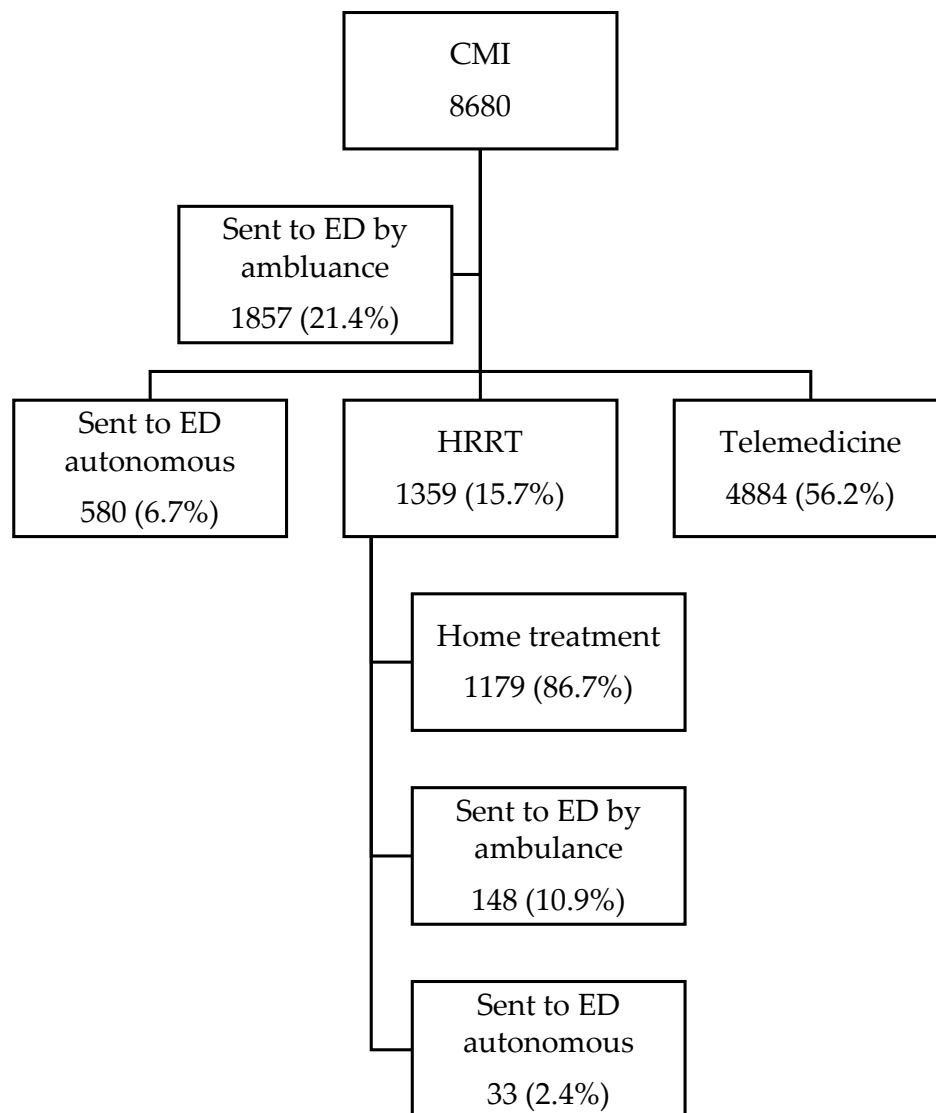 CMI
8680
Sent to ED by
ambluance
1857 (21.4%)
Sent to ED
autonomous
580 (6.7%)
HRRT
1359 (15.7%)
Telemedicine
4884 (56.2%)
Home treatment
1179 (86.7%)
Sent to ED by
ambulance
148 (10.9%)
Sent to ED
autonomous
33 (2.4%)